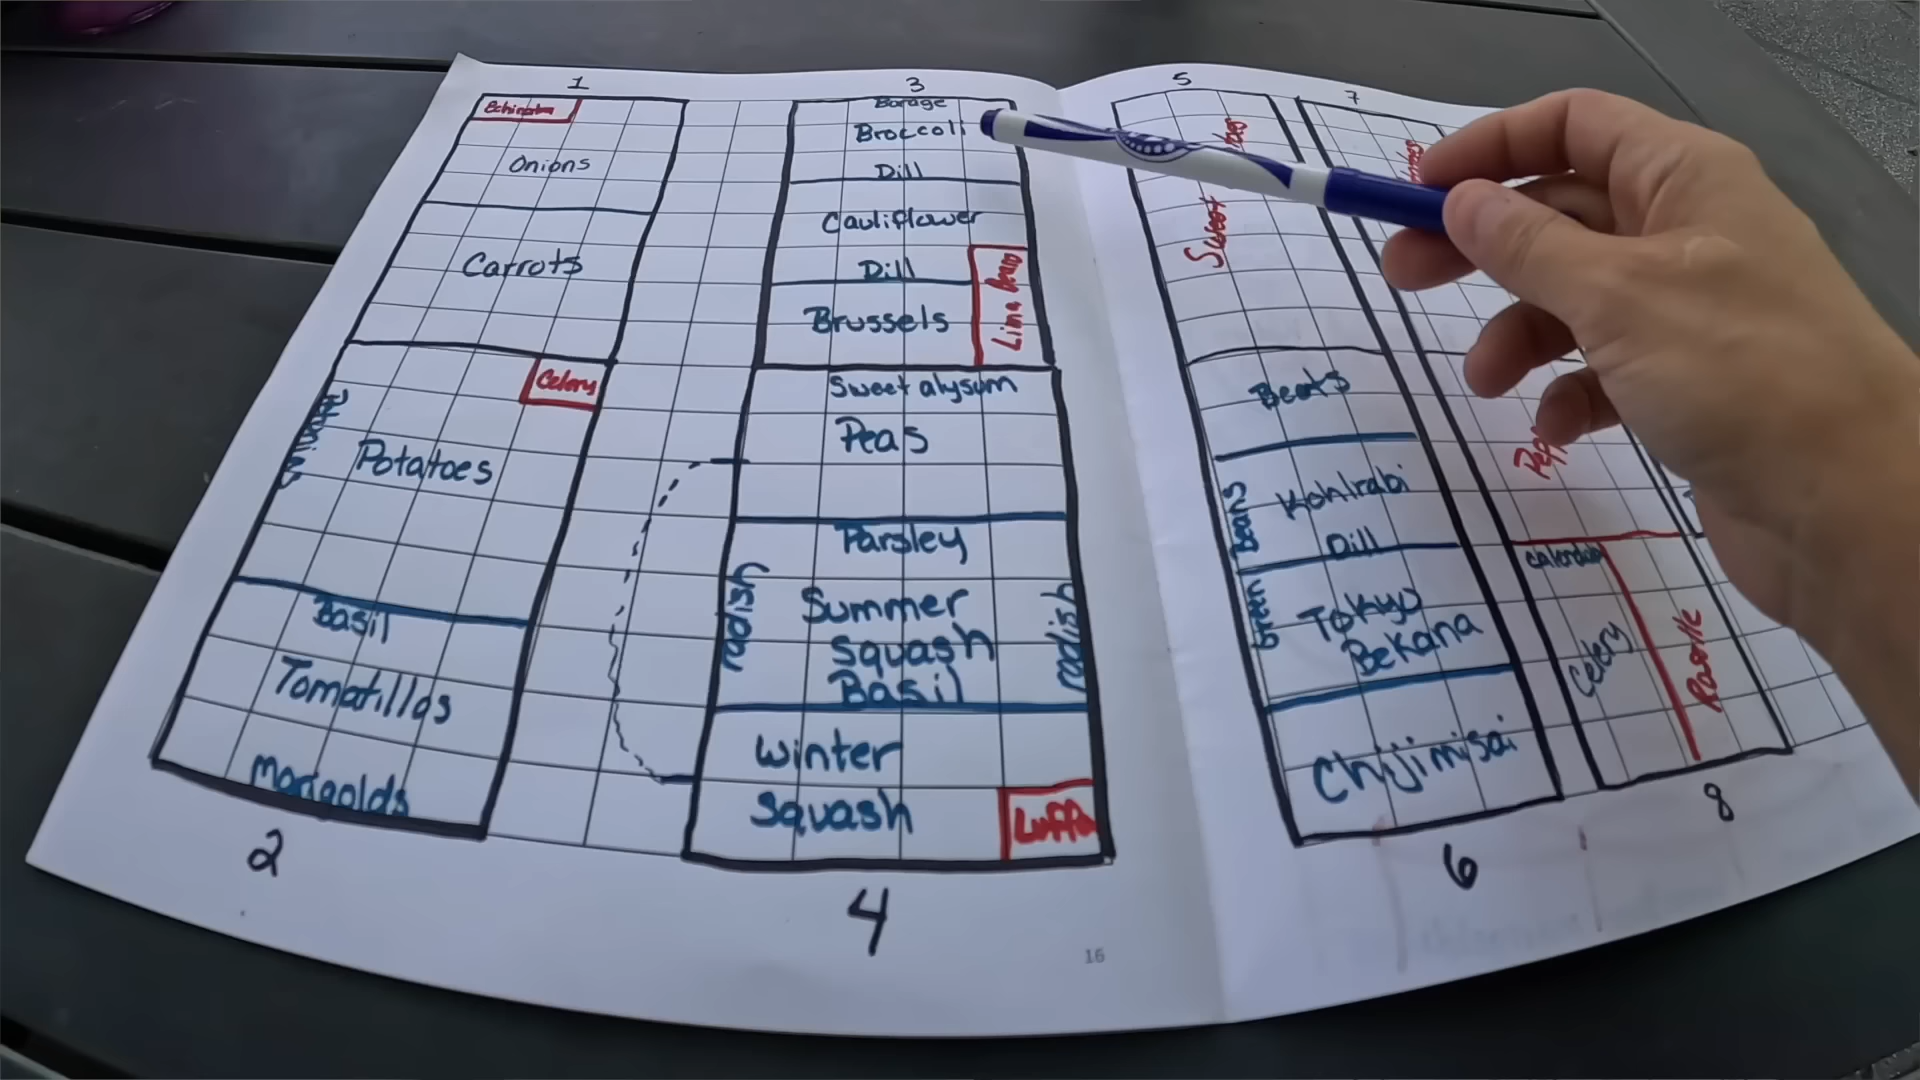 1
Onions
Carrots
Celery
Potatoes
Basil
Tomatillos
Marigolds
2
3
Borage
Broccoli
Dill
Cauliflower
Dill
Lima Beans
Brussels
Sweet alysum
Peas
Parsley
radish
Summer
squash
radish
Basil
Winter
Squash
Luffa
4
16
5
Sweet
Beets
Green Beans
Kohlrabi
Dill
Tokyo
Bekana
Chijimisai
6
7
Celery
8